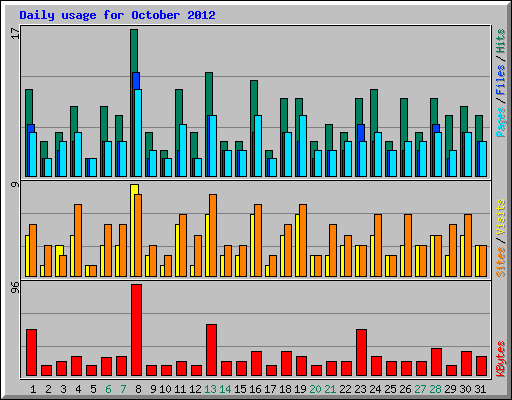 Daily usage for October 2012
17
Pages / Files / Hits
9
Sites / Visits
96
KBytes
1 2 3 4 5 6 7 8 9 10 11 12 13 14 15 16 17 18 19 20 21 22 23 24 25 26 27 28 29 30 31